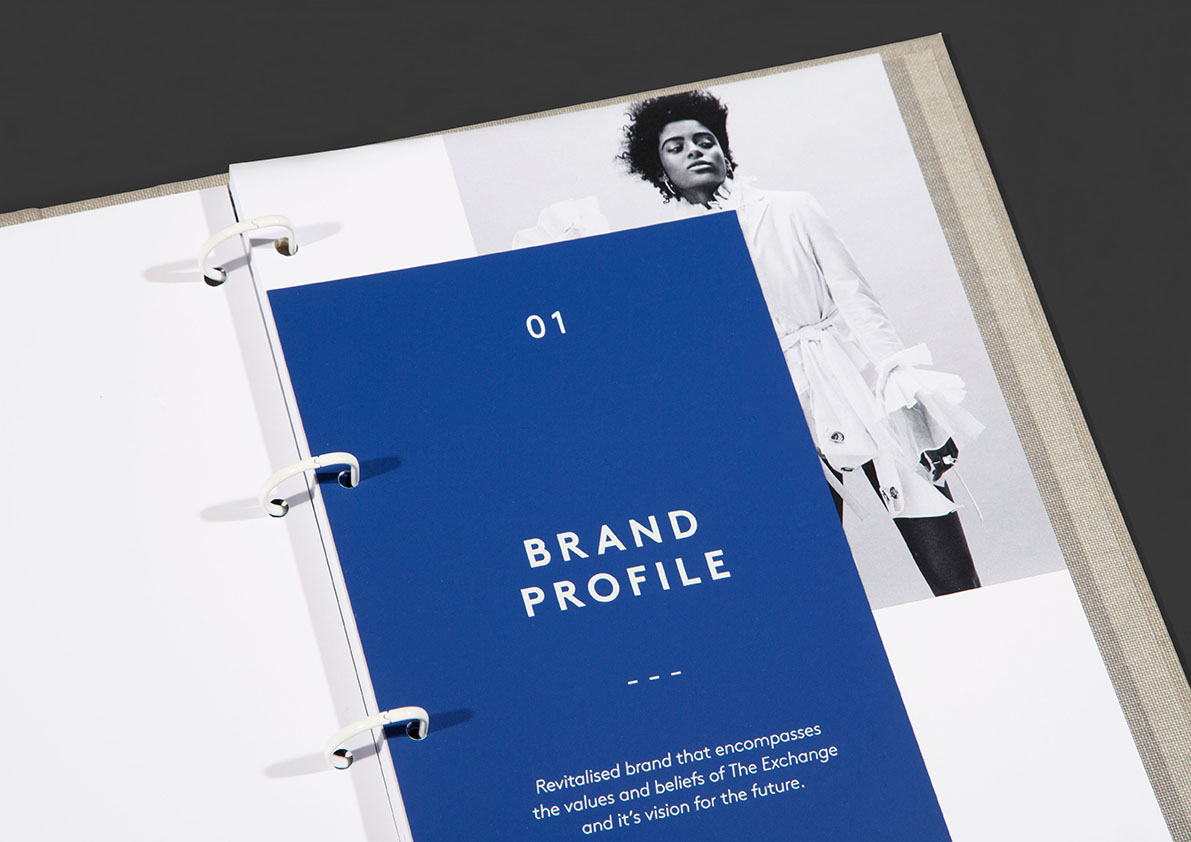 01
BRAND
PROFILE
Revitalised brand that encompasses
the values and beliefs of The Exchange
and it's vision for the future.